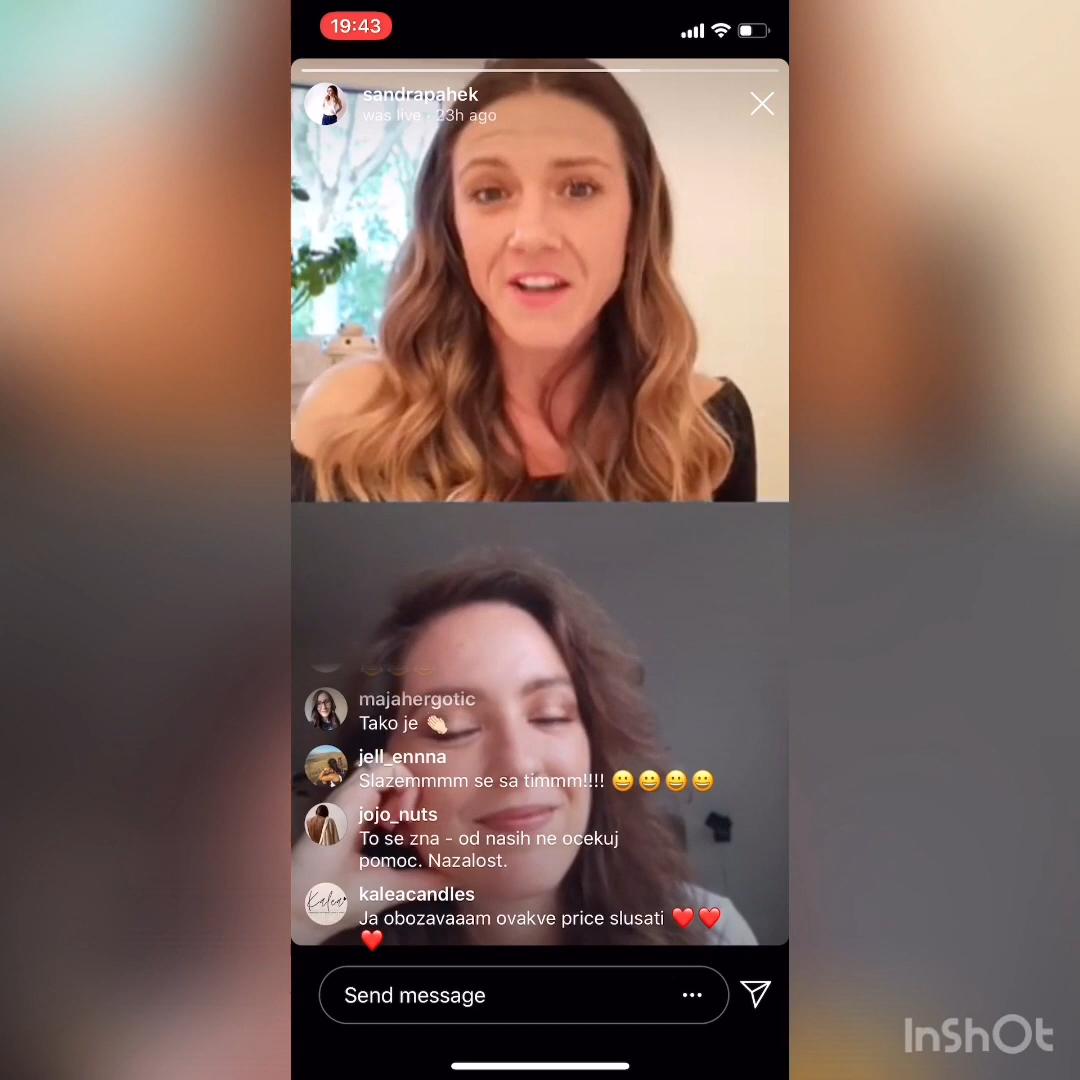 19:43
sandrapahek
was live · 23h ago
majahergotic
Tako je 👏🏻
jell_ennna
Slazemmmm se sa timmm!!!! 😀😀😀😀
jojo_nuts
To se zna - od nasih ne ocekuj
pomoc. Nazalost.
Kalea
kaleacandles
Ja obozavaaam ovakve price slusati ❤️❤️
❤️
Send message
InShOt